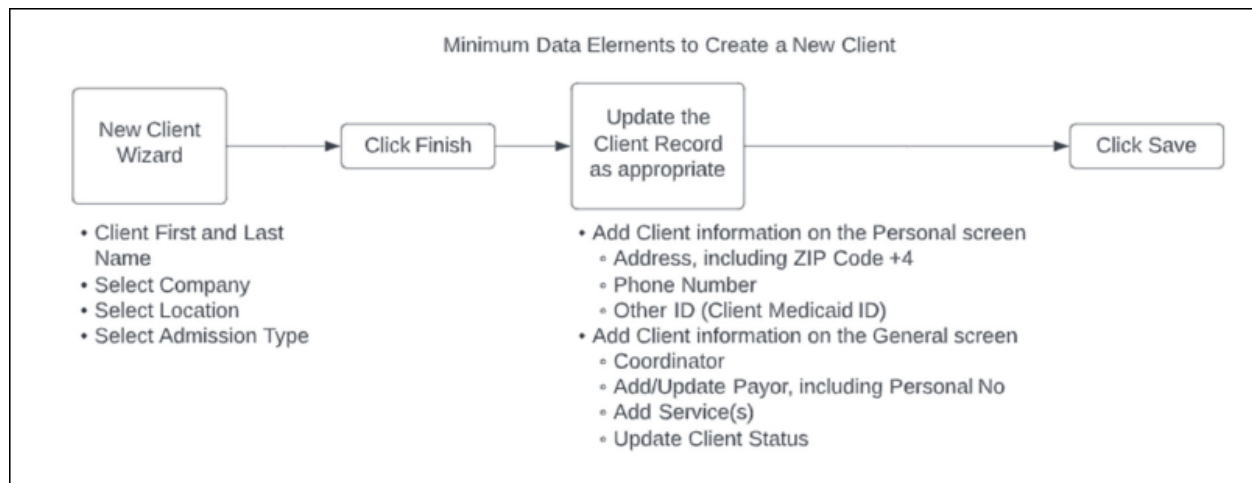 Minimum Data Elements to Create a New Client
New Client
Wizard
Click Finish
Update the
Client Record
as appropriate
Click Save
• Client First and Last
Name
• Select Company
• Select Location
• Select Admission Type
• Add Client information on the Personal screen
∘ Address, including ZIP Code +4
∘ Phone Number
∘ Other ID (Client Medicaid ID)
• Add Client information on the General screen
∘ Coordinator
∘ Add/Update Payor, including Personal No
∘ Add Service(s)
∘ Update Client Status